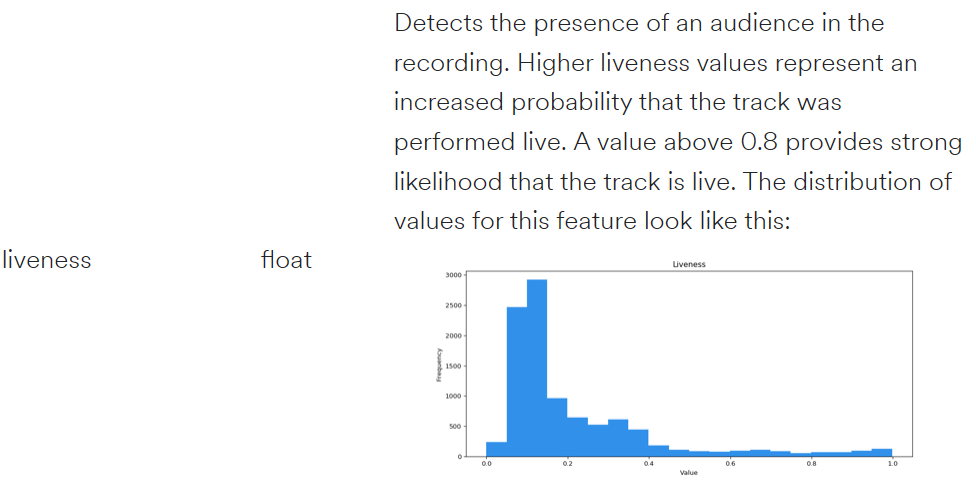 Detects the presence of an audience in the
recording. Higher liveness values represent an
increased probability that the track was
performed live. A value above 0.8 provides strong
likelihood that the track is live. The distribution of
values for this feature look like this:
liveness float
Liveness
3000
2500
2000
1500
1000
500
0
Frequency
0.0 0.2 0.4 0.6 0.8 1.0
Value